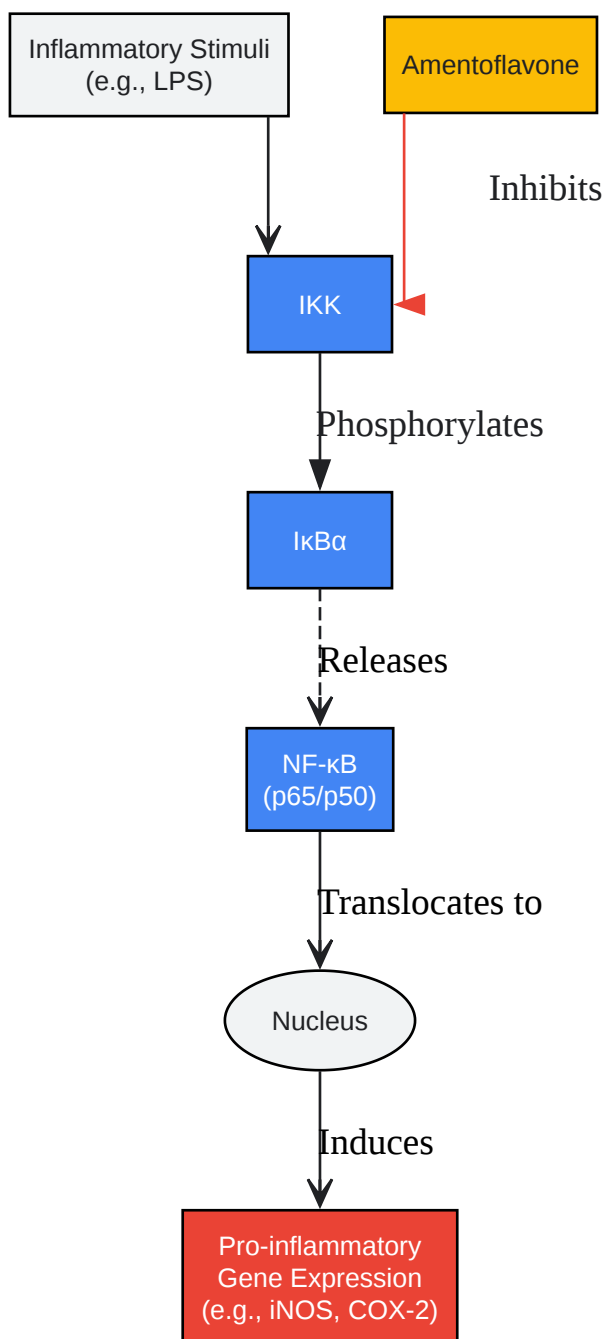 Inflammatory Stimuli
(e.g., LPS)
Amentoflavone
Inhibits
IKK
Phosphorylates
IκBα
Releases
NF-κB
(p65/p50)
Translocates to
Nucleus
Induces
Pro-inflammatory
Gene Expression
(e.g., iNOS, COX-2)